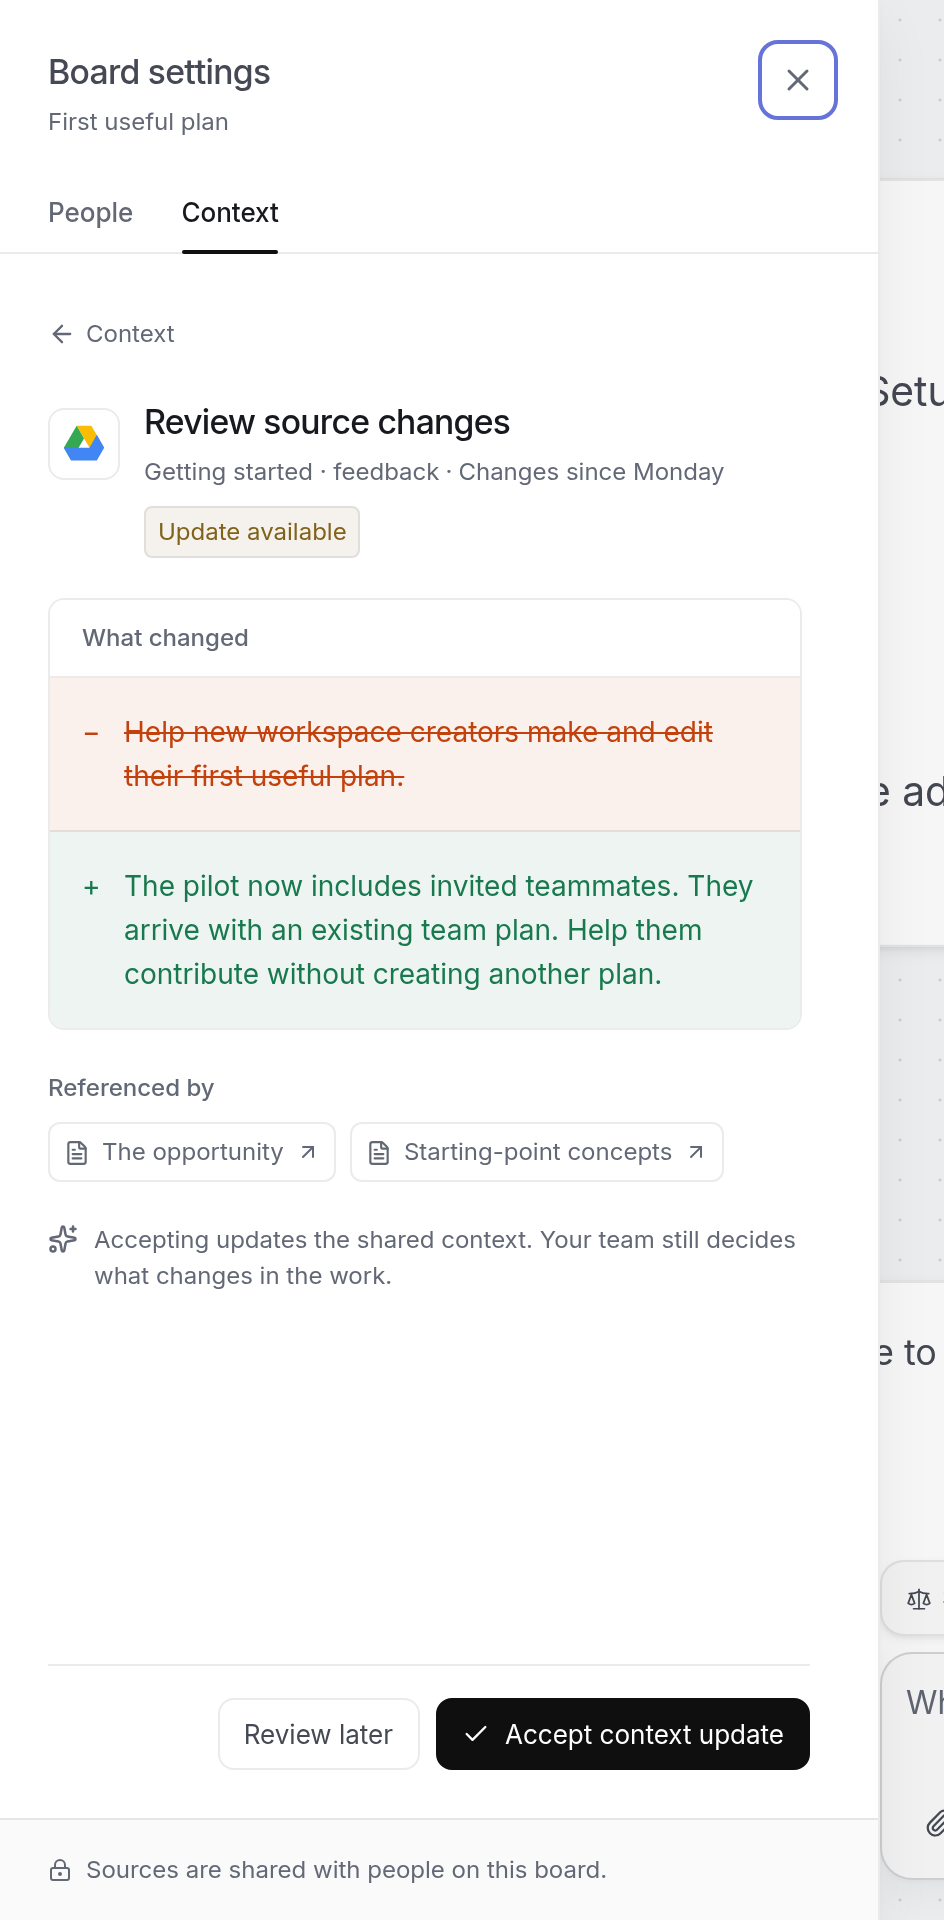 Board settings
First useful plan
People
Context
Context
Review source changes
Getting started · feedback · Changes since Monday
Update available
What changed
– Help new workspace creators make and edit
their first useful plan.
+ The pilot now includes invited teammates. They
arrive with an existing team plan. Help them
contribute without creating another plan.
Referenced by
The opportunity
Starting-point concepts
Accepting updates the shared context. Your team still decides
what changes in the work.
Review later
Accept context update
Sources are shared with people on this board.
e to